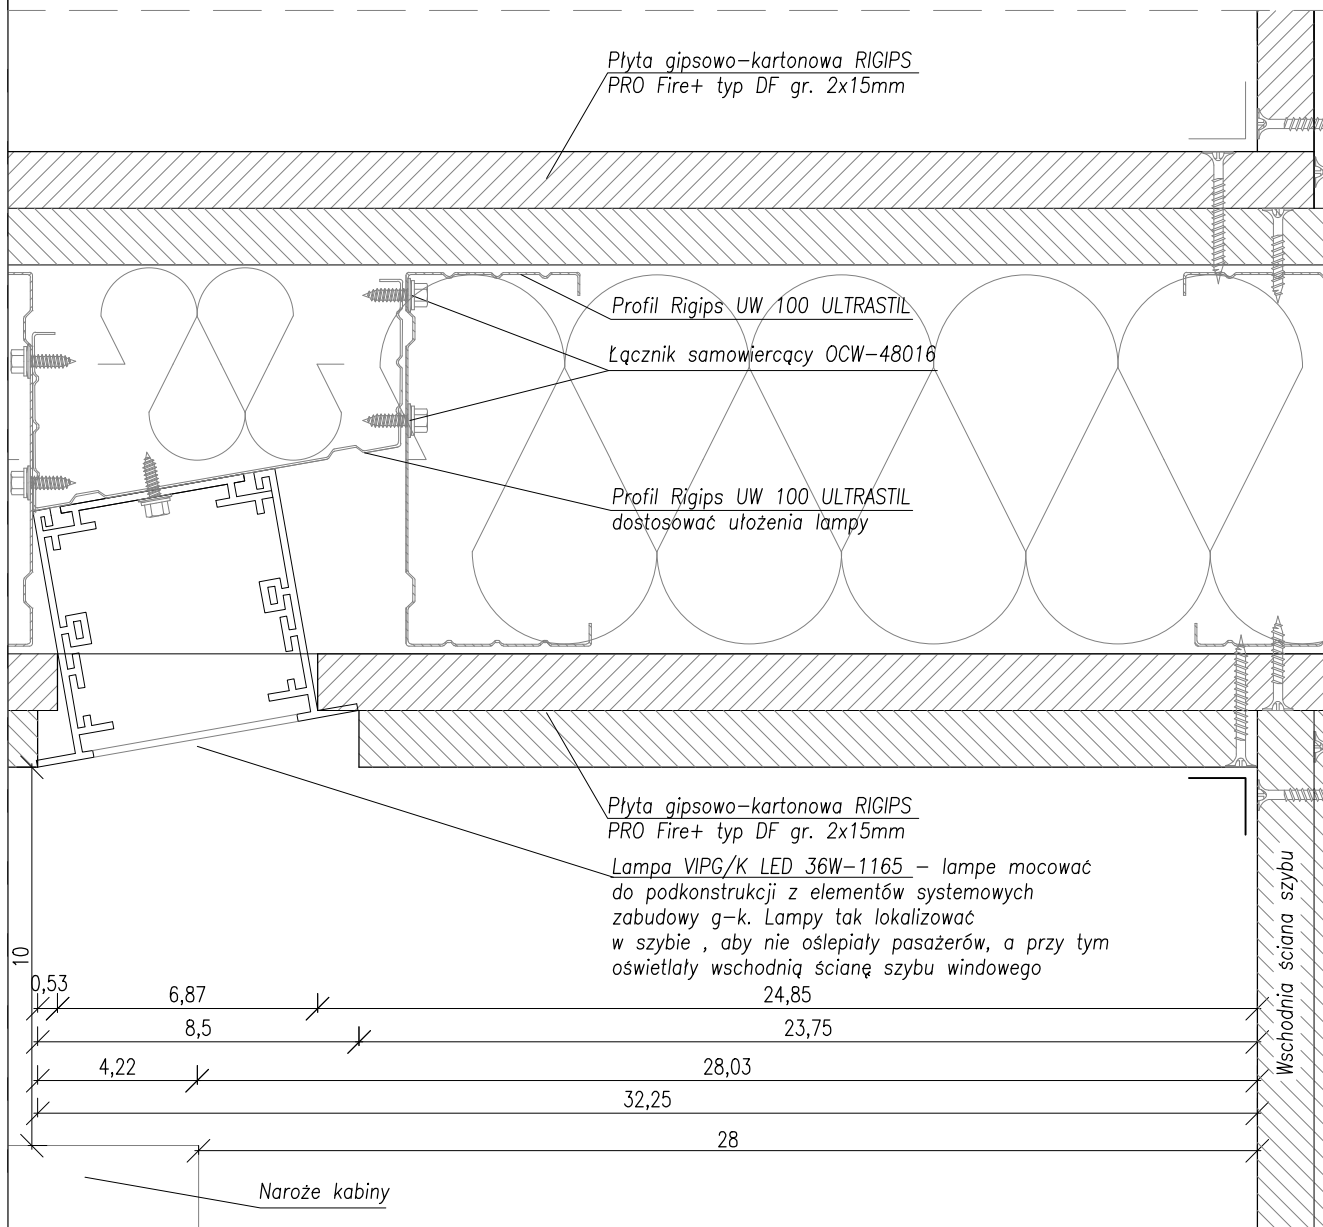 Płyta gipsowo-kartonowa RIGIPS
PRO Fire+ typ DF gr. 2x15mm
Profil Rigips UW 100 ULTRASTIL
Łącznik samowiercący OCW-48016
Profil Rigips UW 100 ULTRASTIL
dostosować ułożenia lampy
Płyta gipsowo-kartonowa RIGIPS
PRO Fire+ typ DF gr. 2x15mm
Lampa VIPG/K LED 36W-1165 - lampe mocować
do podkonstrukcji z elementów systemowych
zabudowy g-k. Lampy tak lokalizować
w szybie , aby nie oślepiały pasażerów, a przy tym
oświetlały wschodnią ścianę szybu windowego
Wschodnia ściana szybu
10
0,53
6,87
24,85
8,5
23,75
4,22
28,03
32,25
28
Naroże kabiny